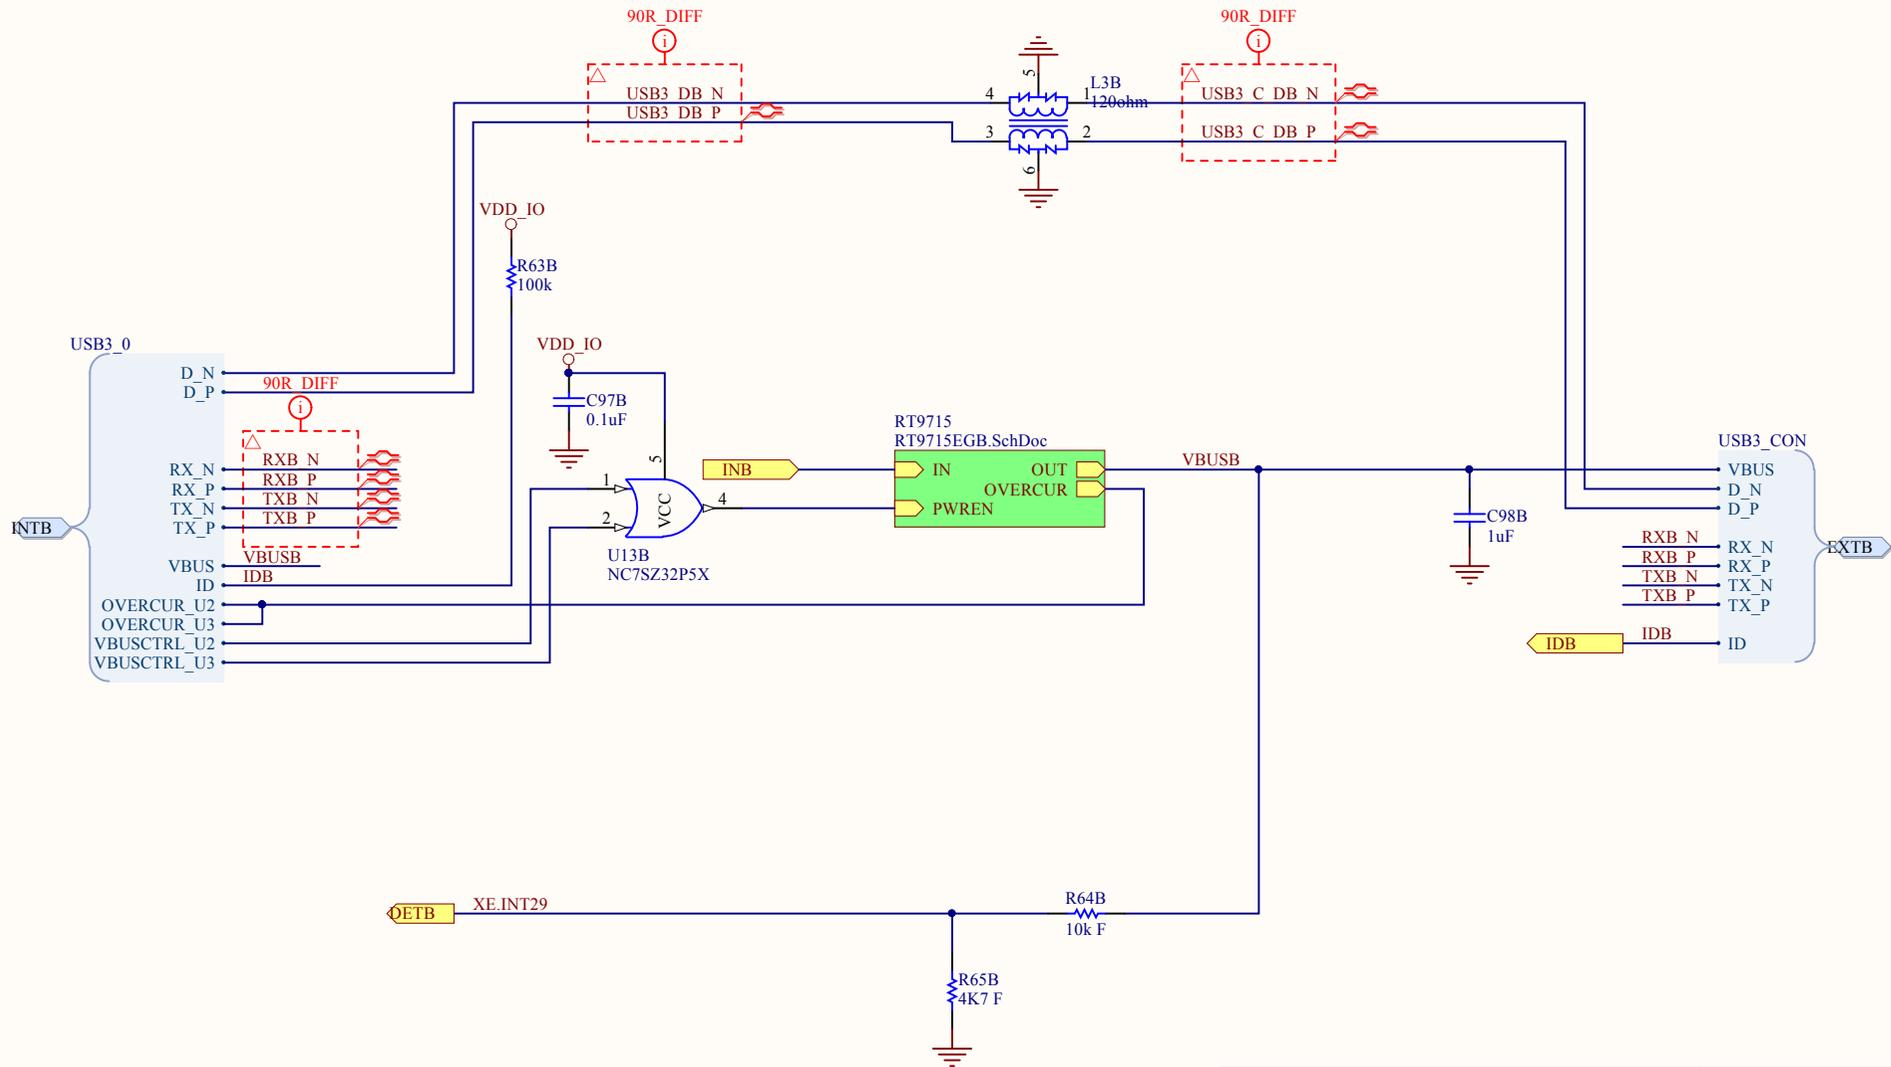 90R_DIFF
90R_DIFF
i
i
USB3_DB_N
USB3_DB_P
5
L3B
120ohm
4
1
3
2
6
USB3_C_DB_N
USB3_C_DB_P
VDD_IO
R63B
100k
USB3_0
VDD_IO
D_N
D_P
90R_DIFF
i
C97B
0.1uF
RT9715
RT9715EGB.SchDoc
USB3_CON
RX_N RXB_N
RX_P RXB_P
TX_N TXB_N
TX_P TXB_P
INTB
VBUS VBUSB
ID IDB
OVERCUR_U2
OVERCUR_U3
VBUSCTRL_U2
VBUSCTRL_U3
5
1
2
VCC
4
U13B
NC7SZ32P5X
INB
IN
OUT
OVERCUR
PWREN
VBUSB
C98B
1uF
VBUS
D_N
D_P
RXB_N RX_N
RXB_P RX_P
TXB_N TX_N
TXB_P TX_P
EXTB
IDB
IDB
ID
DETB
XE.INT29
R64B
10k F
R65B
4K7 F